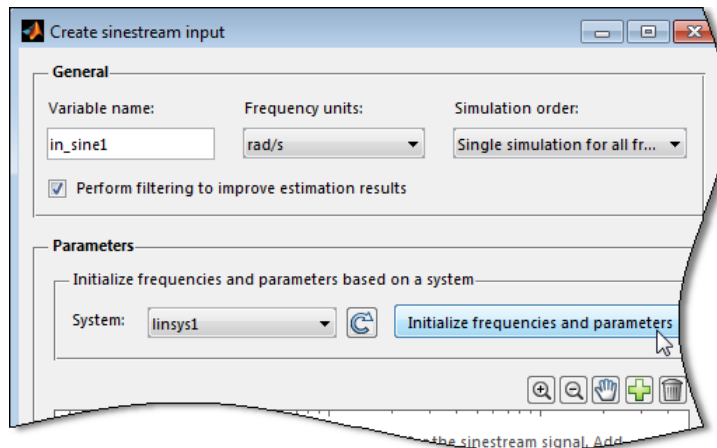 Create sinestream input
General
Variable name: Frequency units: Simulation order:
in_sine1 rad/s Single simulation for all fr...
Perform filtering to improve estimation results
Parameters
Initialize frequencies and parameters based on a system
System: linsys1 Initialize frequencies and parameters
the sinestream signal. Add